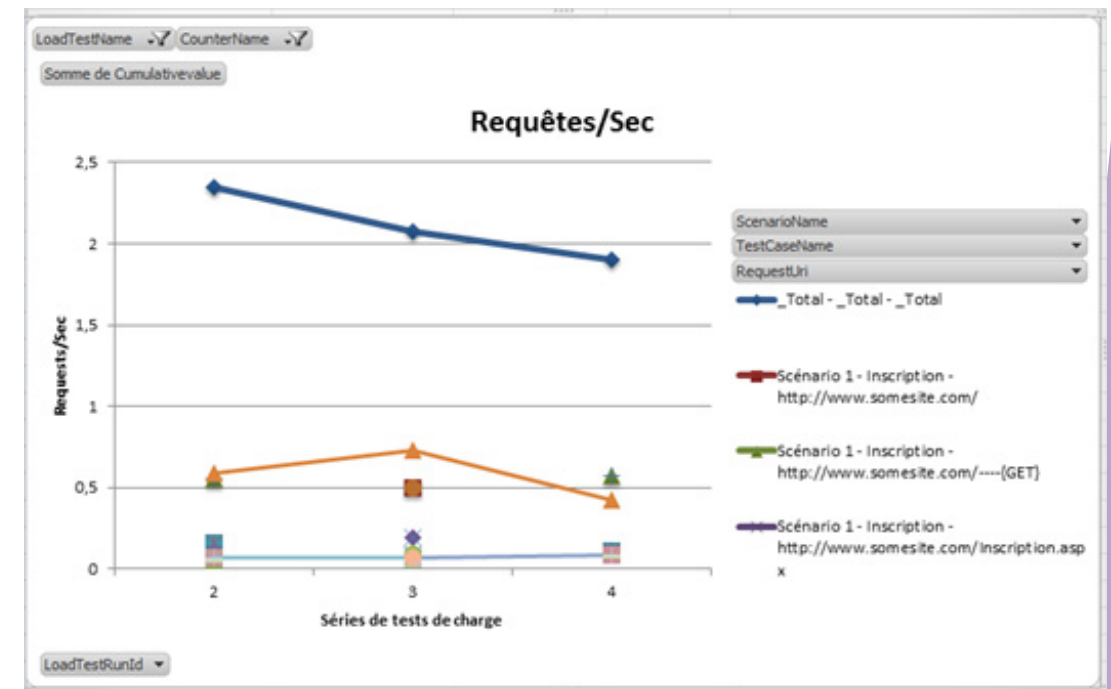 LoadTestName CounterName
Somme de Cumulativevalue
Requêtes/Sec
2,5
2
1,5
1
0,5
0
Requests/Sec
2 3 4
Séries de tests de charge
ScenarioName
TestCaseName
RequestUri
_Total - _Total - _Total
Scénario 1 - Inscription -
http://www.somesite.com/
Scénario 1 - Inscription -
http://www.somesite.com/----{GET}
Scénario 1 - Inscription -
http://www.somesite.com/Inscription.asp
x
LoadTestRunId